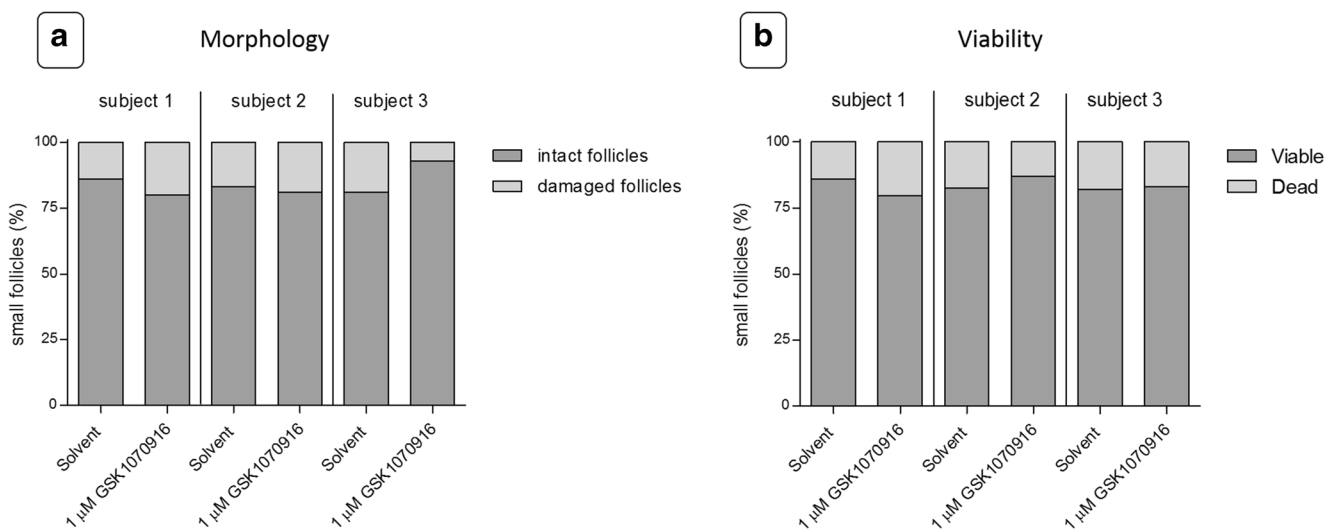 a
Morphology
subject 1
subject 2
subject 3
100
75
50
25
0
small follicles (%)
Solvent
1 µM GSK1070916
Solvent
1 µM GSK1070916
Solvent
1 µM GSK1070916
intact follicles
damaged follicles
b
Viability
subject 1
subject 2
subject 3
100
75
50
25
0
small follicles (%)
Solvent
1 µM GSK1070916
Solvent
1 µM GSK1070916
Solvent
1 µM GSK1070916
Viable
Dead